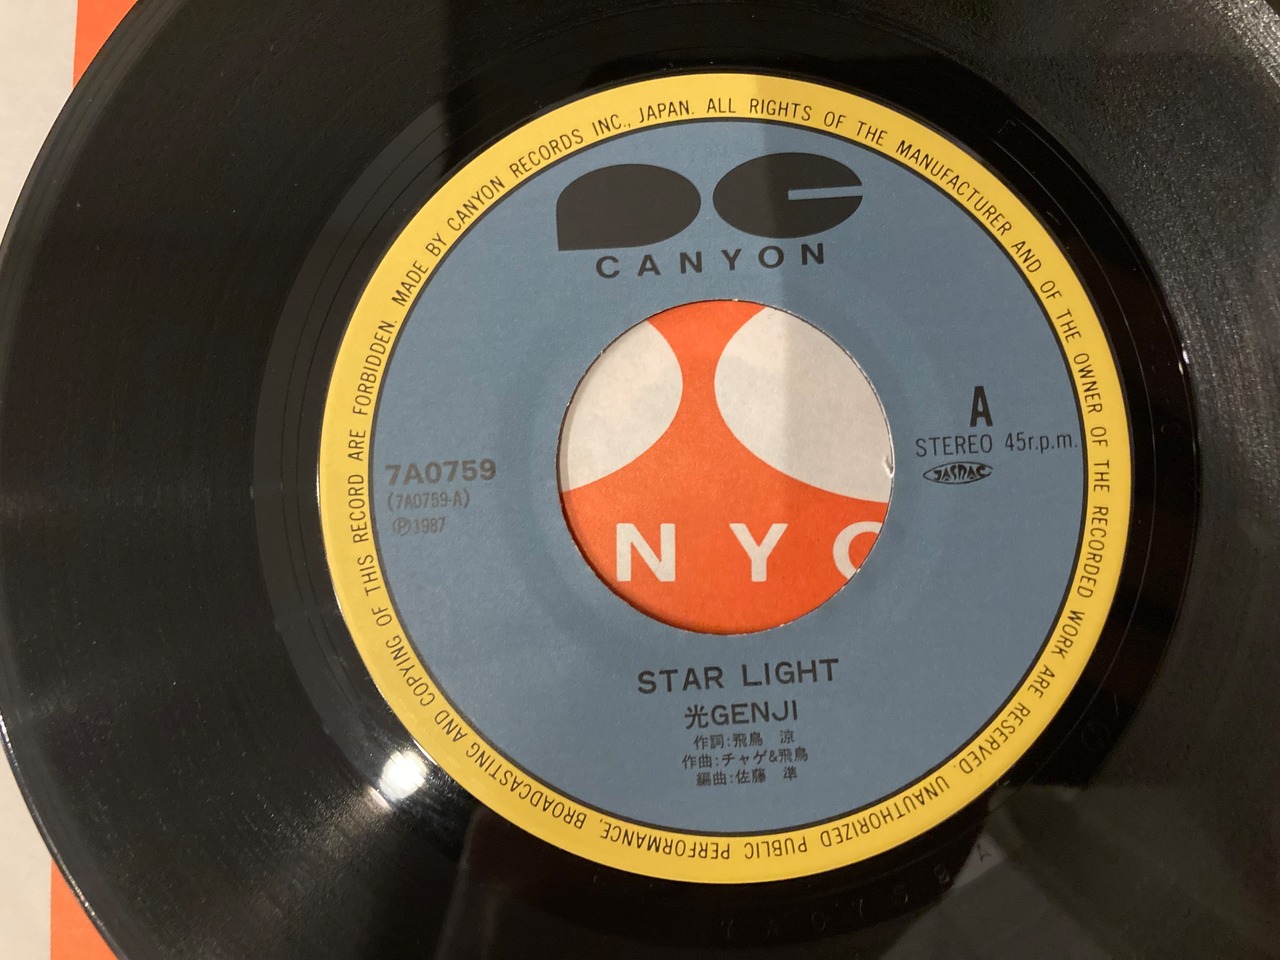 MADE BY CANYON RECORDS INC., JAPAN. ALL RIGHTS OF THE MANUFACTURER AND OF THE OWNER OF THE RECORDED WORK ARE RESERVED. UNAUTHORIZED PUBLIC PERFORMANCE, BROADCASTING AND COPYING OF THIS RECORD ARE FORBIDDEN.
PC
CANYON
A
STEREO 45r.p.m.
JASRAC
7A0759
(7A0759-A)
Ⓟ1987
NYO
STAR LIGHT
光GENJI
作詞:飛鳥 涼
作曲:チャゲ&飛鳥
編曲:佐藤 準